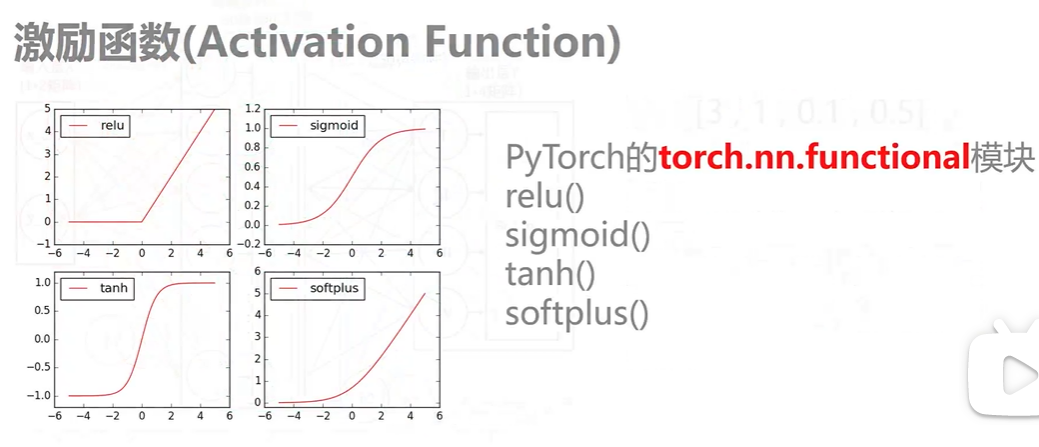 激励函数(Activation Function)
relu
5
4
3
2
1
0
−1
−6 −4 −2 0 2 4 6
sigmoid
1.2
1.0
0.8
0.6
0.4
0.2
0.0
−0.2
−6 −4 −2 0 2 4 6
tanh
1.0
0.5
0.0
−0.5
−1.0
−6 −4 −2 0 2 4 6
softplus
6
5
4
3
2
1
0
−6 −4 −2 0 2 4 6
PyTorch的torch.nn.functional模块
relu()
sigmoid()
tanh()
softplus()
[3 , 1 , 0.1 , 0.5]